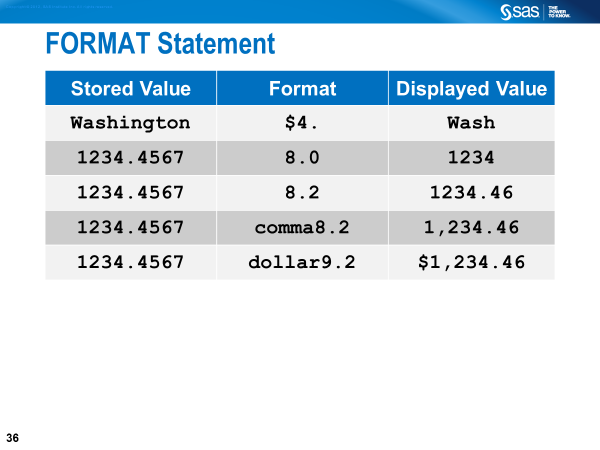 sas THE POWER TO KNOW.
FORMAT Statement
Stored Value Format Displayed Value
Washington $4. Wash
1234.4567 8.0 1234
1234.4567 8.2 1234.46
1234.4567 comma8.2 1,234.46
1234.4567 dollar9.2 $1,234.46
36